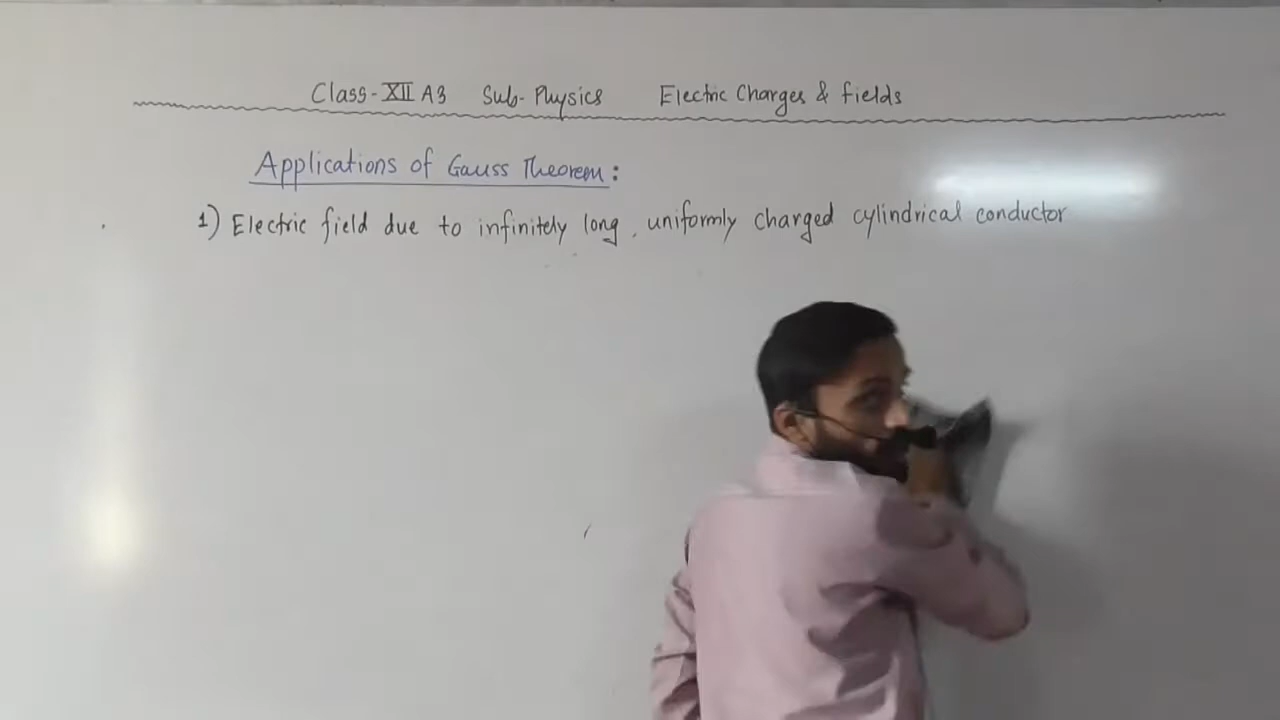 Class-XII A3 Sub-Physics Electric Charges & fields
Applications of Gauss Theorem:
1) Electric field due to infinitely long, uniformly charged cylindrical conductor